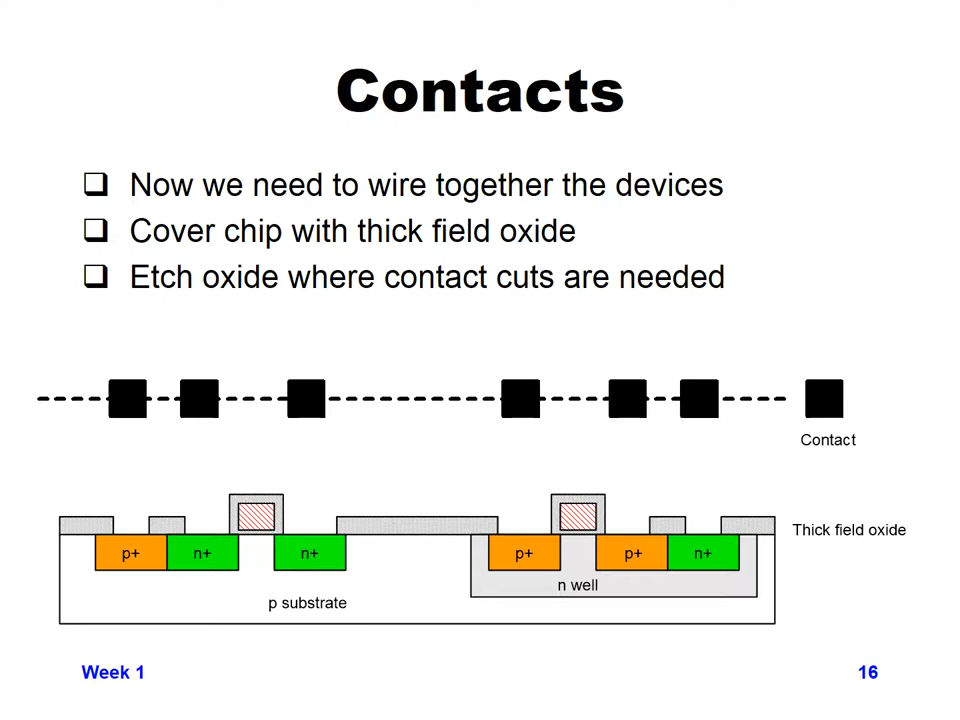 Contacts
Now we need to wire together the devices
Cover chip with thick field oxide
Etch oxide where contact cuts are needed
Contact
Thick field oxide
p+ n+ n+ p+ p+ n+
n well
p substrate
Week 1 16